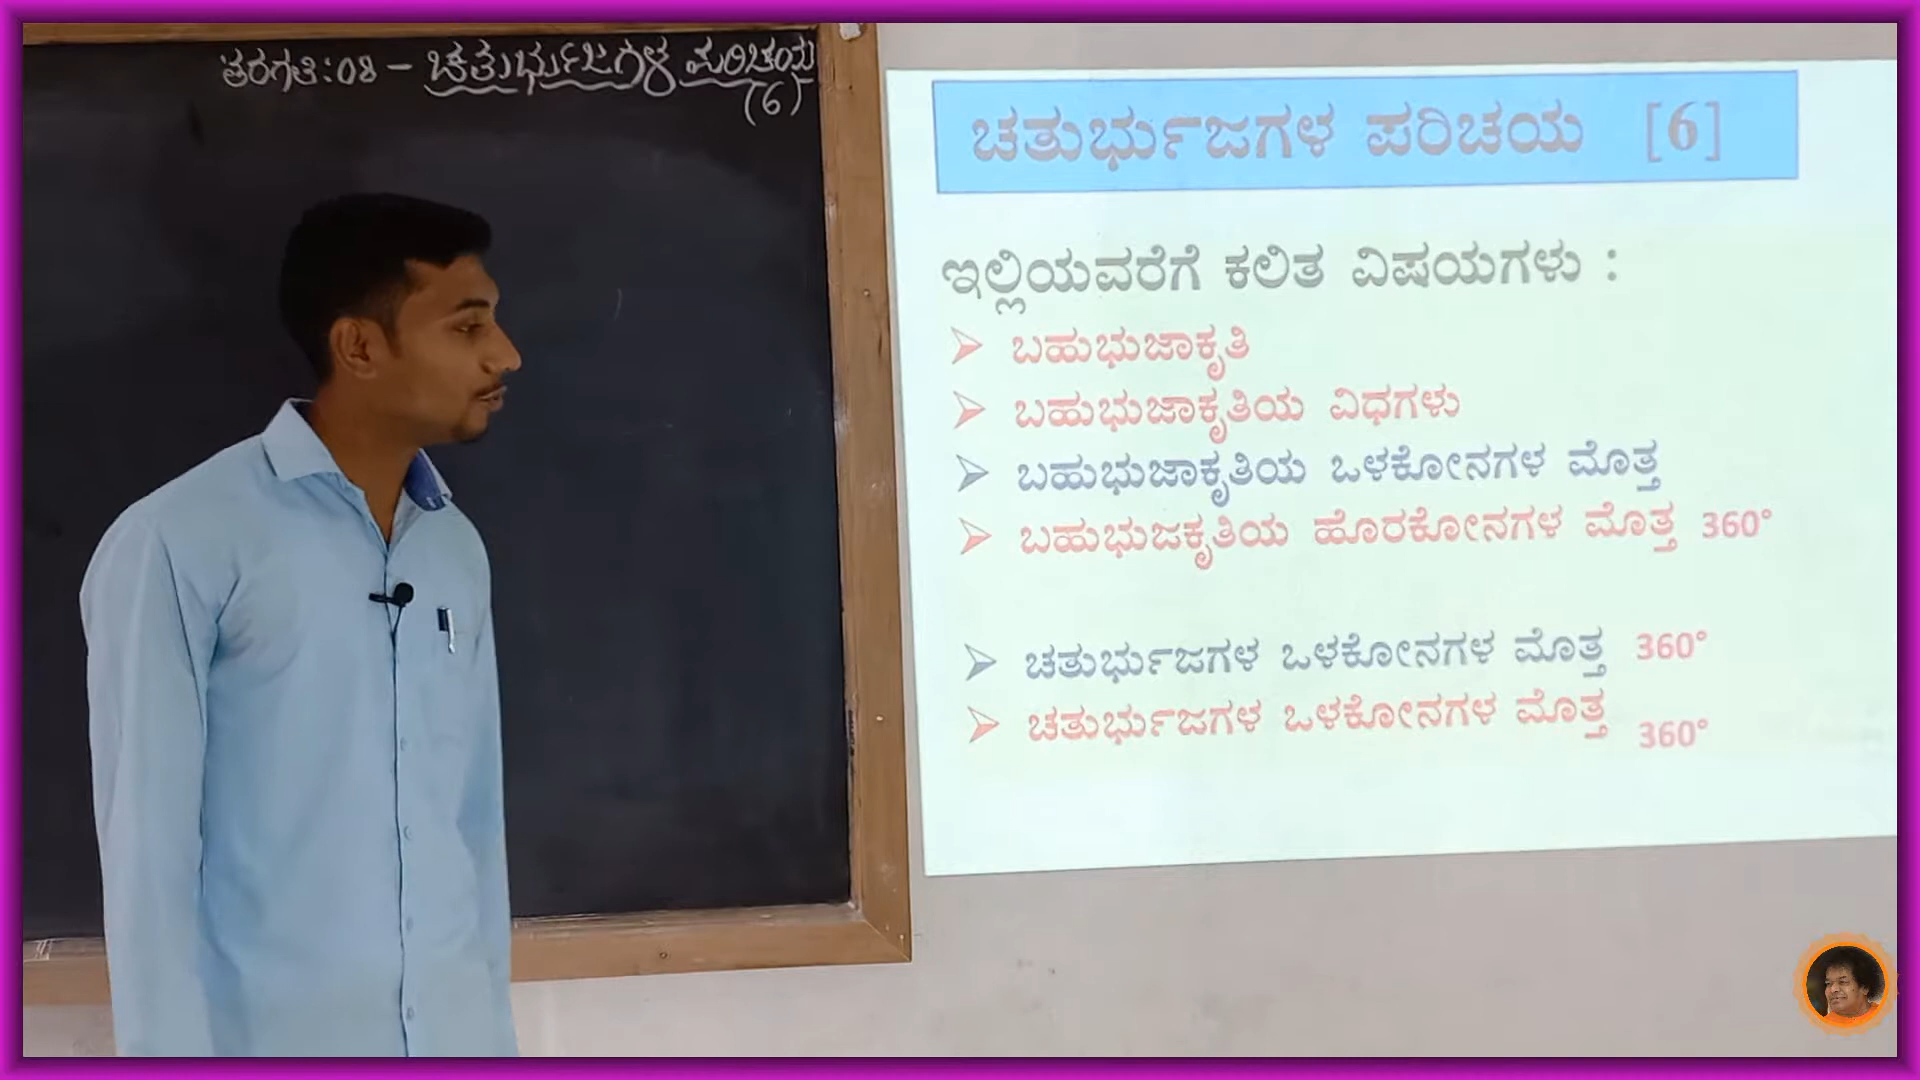 ತರಗತಿ:08 - ಚತುರ್ಭುಜಗಳ ಪರಿಚಯ
(6)
ಚತುರ್ಭುಜಗಳ ಪರಿಚಯ [6]
ಇಲ್ಲಿಯವರೆಗೆ ಕಲಿತ ವಿಷಯಗಳು :
➢ ಬಹುಭುಜಾಕೃತಿ
➢ ಬಹುಭುಜಾಕೃತಿಯ ವಿಧಗಳು
➢ ಬಹುಭುಜಾಕೃತಿಯ ಒಳಕೋನಗಳ ಮೊತ್ತ
➢ ಬಹುಭುಜಕೃತಿಯ ಹೊರಕೋನಗಳ ಮೊತ್ತ 360°
➢ ಚತುರ್ಭುಜಗಳ ಒಳಕೋನಗಳ ಮೊತ್ತ 360°
➢ ಚತುರ್ಭುಜಗಳ ಒಳಕೋನಗಳ ಮೊತ್ತ 360°